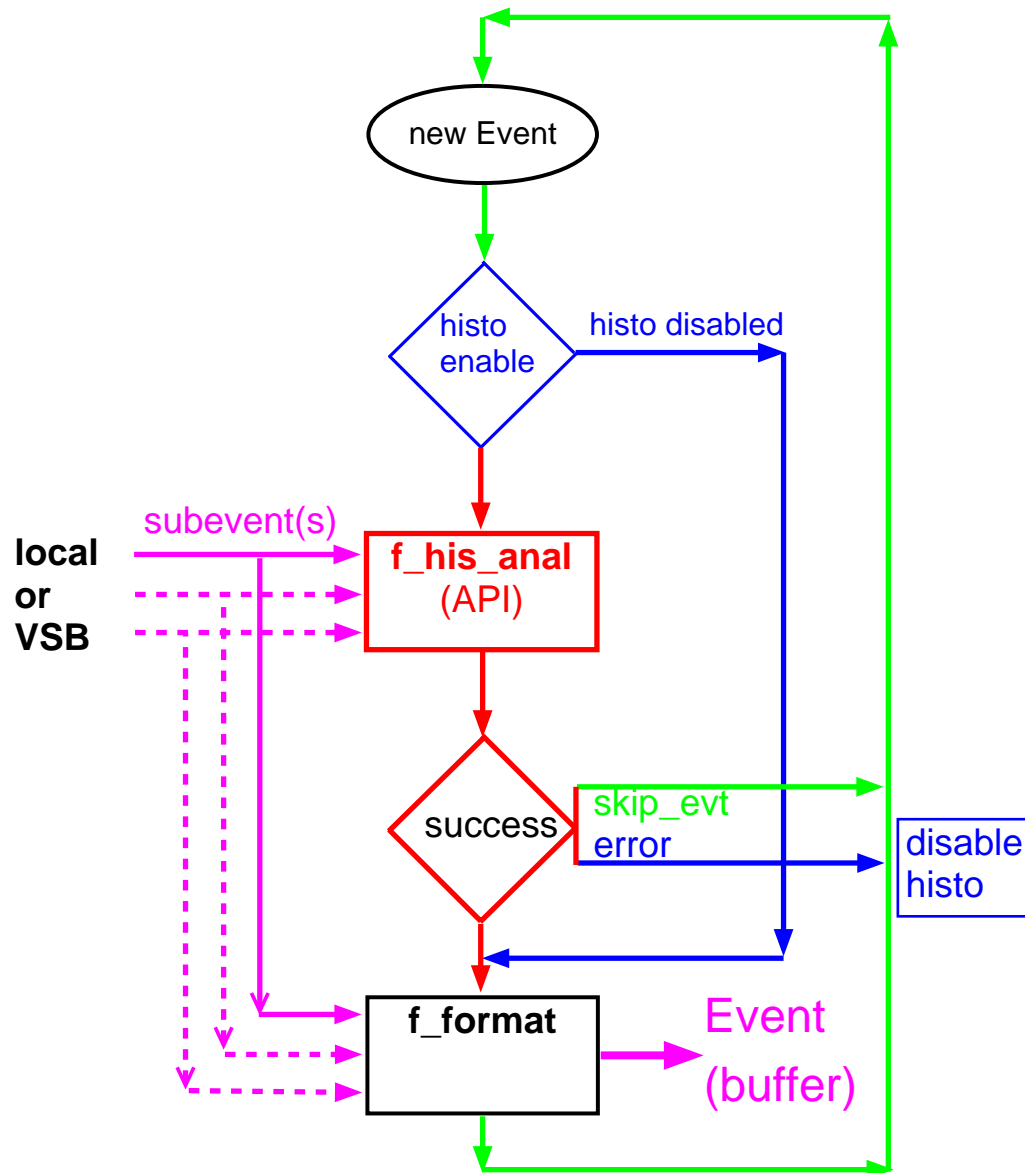 new Event
histo
enable
histo disabled
subevent(s)
local
or
VSB
f_his_anal
(API)
success
skip_evt
error
disable
histo
f_format
Event
(buffer)